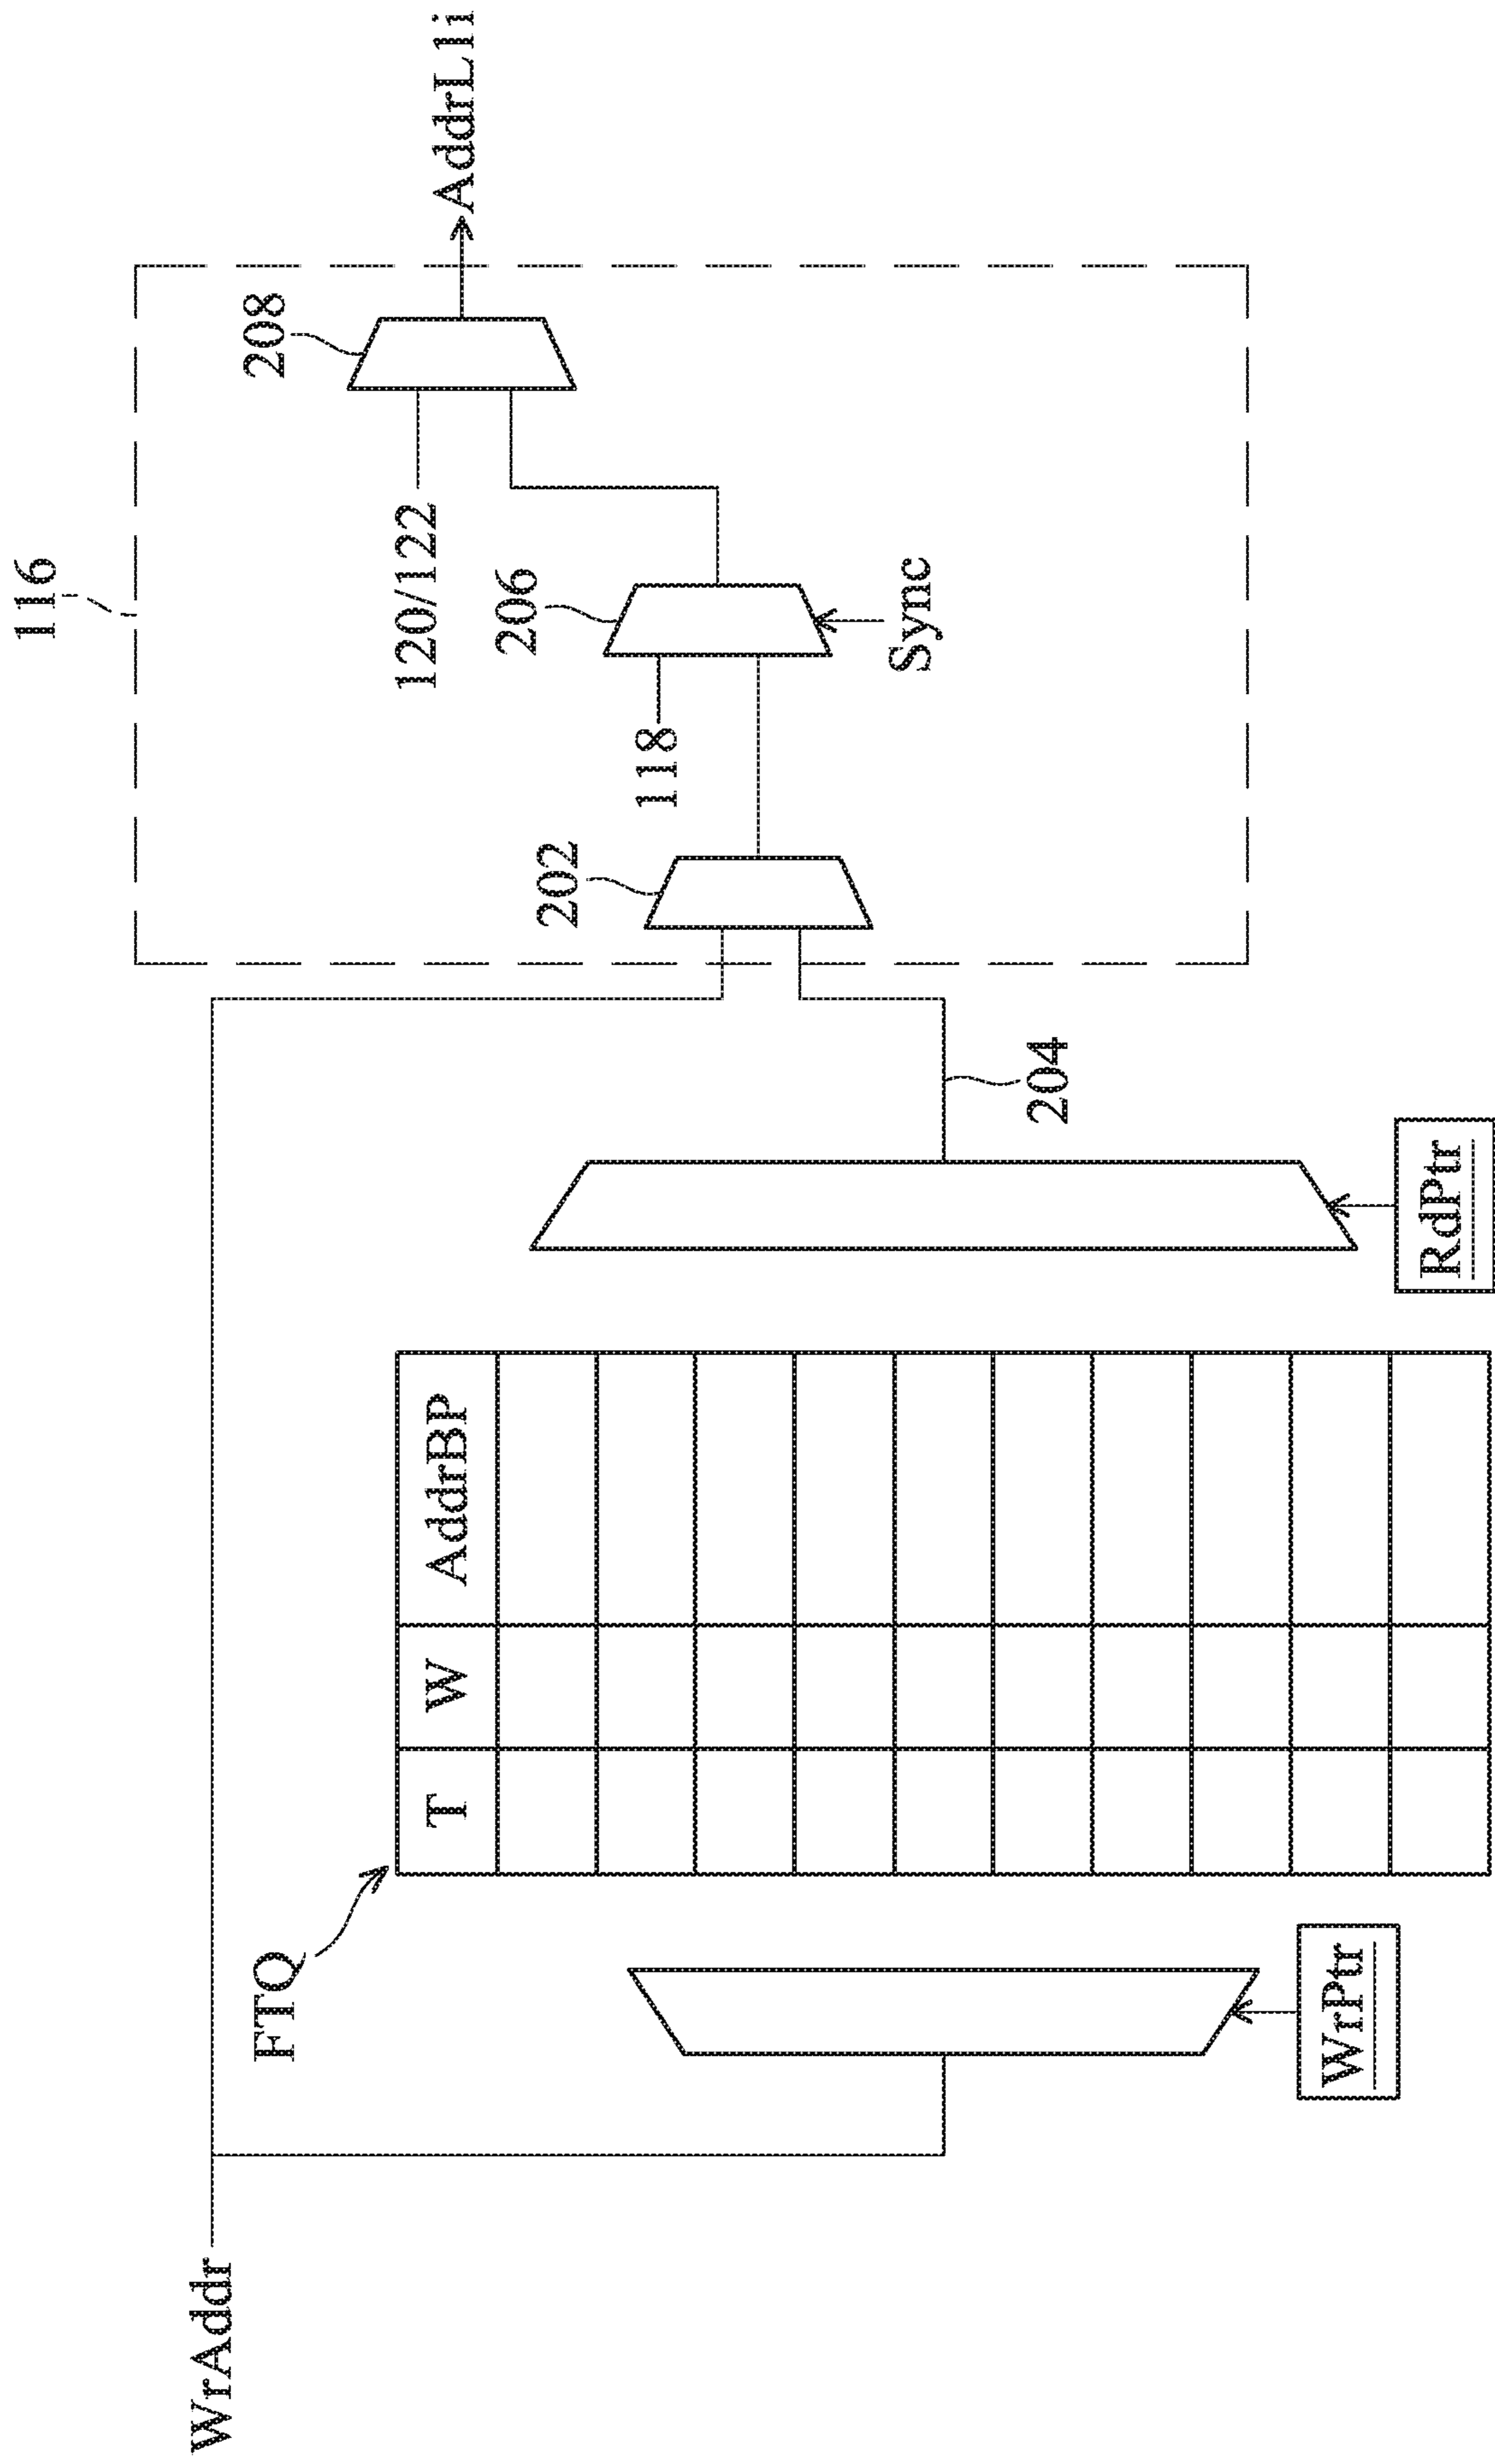 116
208
AddrL1i
120/122
206
118
Sync
202
204
WrAddr
FTQ
T W AddrBP
WrPtr
RdPtr